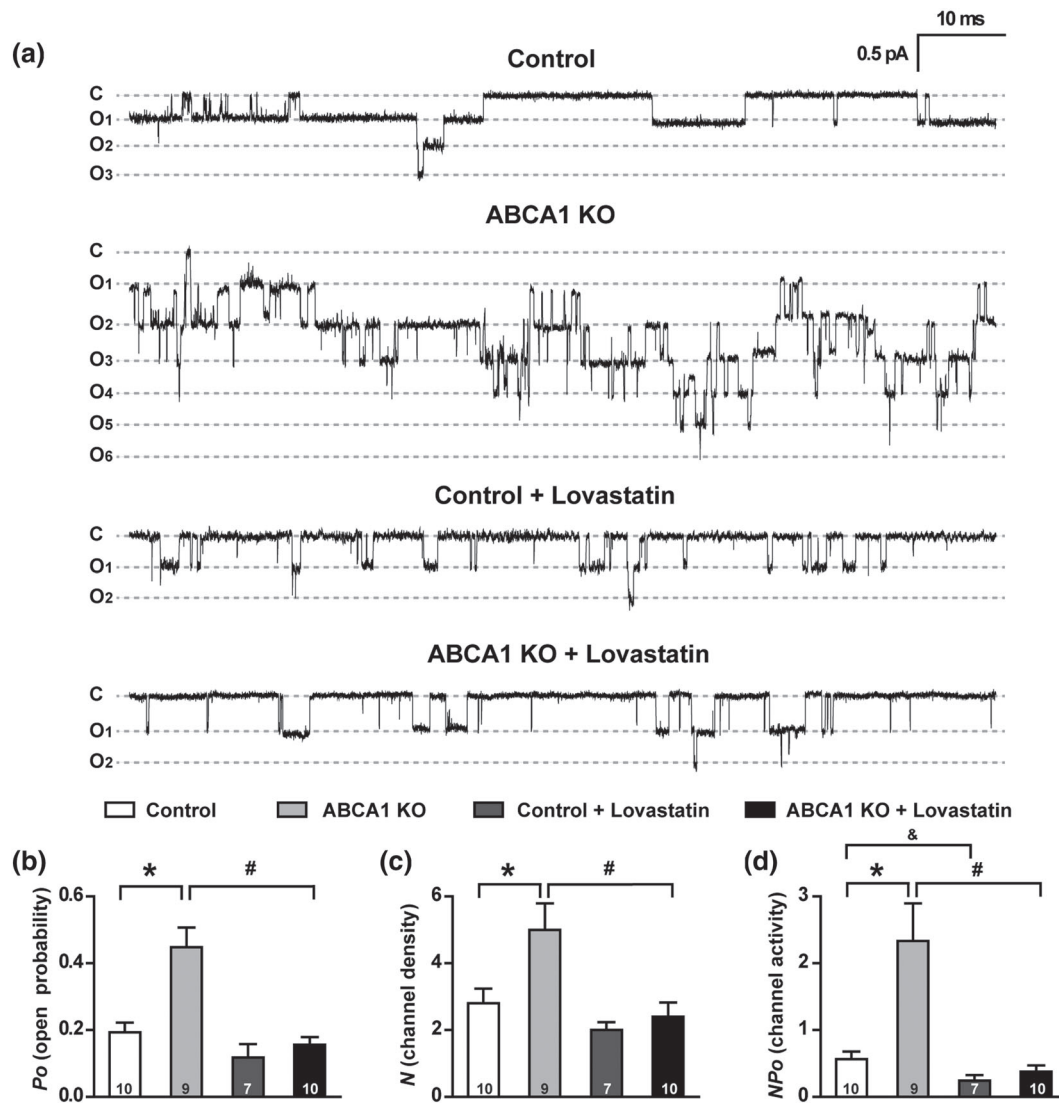 (a)
10 ms
0.5 pA
Control
C
O1
O2
O3
ABCA1 KO
C
O1
O2
O3
O4
O5
O6
Control + Lovastatin
C
O1
O2
ABCA1 KO + Lovastatin
C
O1
O2
Control ABCA1 KO Control + Lovastatin ABCA1 KO + Lovastatin
(b)
* #
Po (open probability)
0.6
0.4
0.2
0
10 9 7 10
(c)
* #
N (channel density)
6
4
2
0
10 9 7 10
(d)
&
* #
NPo (channel activity)
3
2
1
0
10 9 7 10